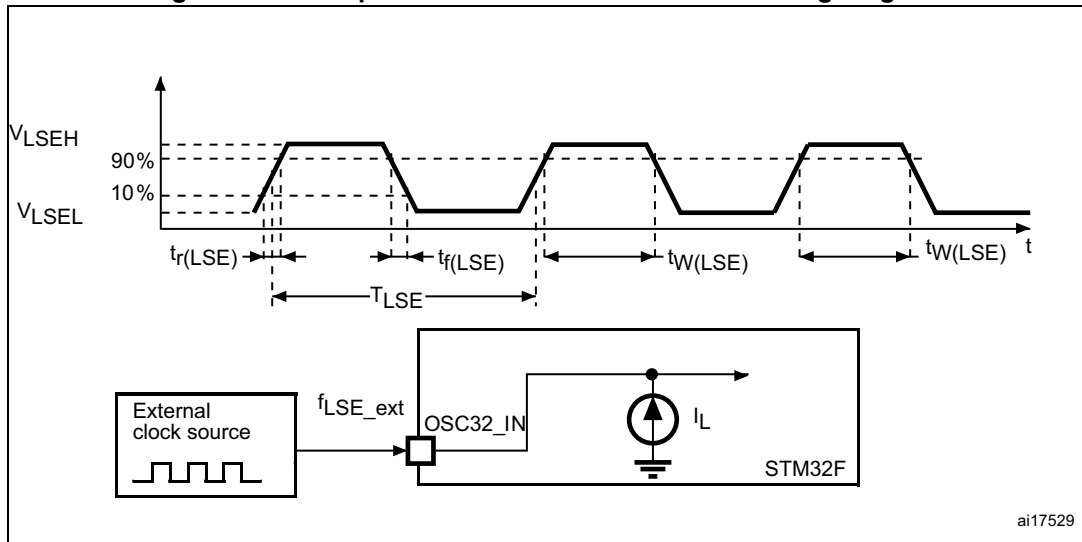 V_LSEH
90%
10%
V_LSEL
t_r(LSE)
t_f(LSE)
t_W(LSE)
t_W(LSE)
t
T_LSE
External
clock source
f_LSE_ext
OSC32_IN
I_L
STM32F
ai17529